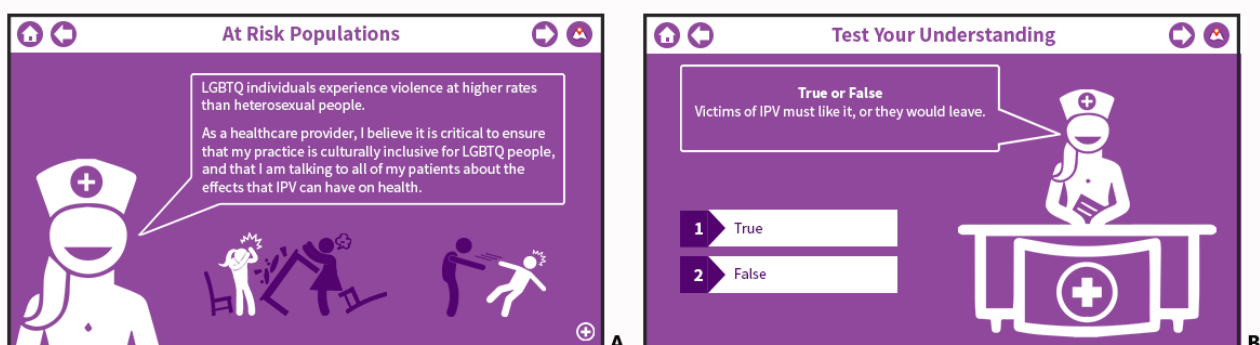 At Risk Populations
LGBTQ individuals experience violence at higher rates
than heterosexual people.
As a healthcare provider, I believe it is critical to ensure
that my practice is culturally inclusive for LGBTQ people,
and that I am talking to all of my patients about the
effects that IPV can have on health.
A
Test Your Understanding
True or False
Victims of IPV must like it, or they would leave.
1 True
2 False
B